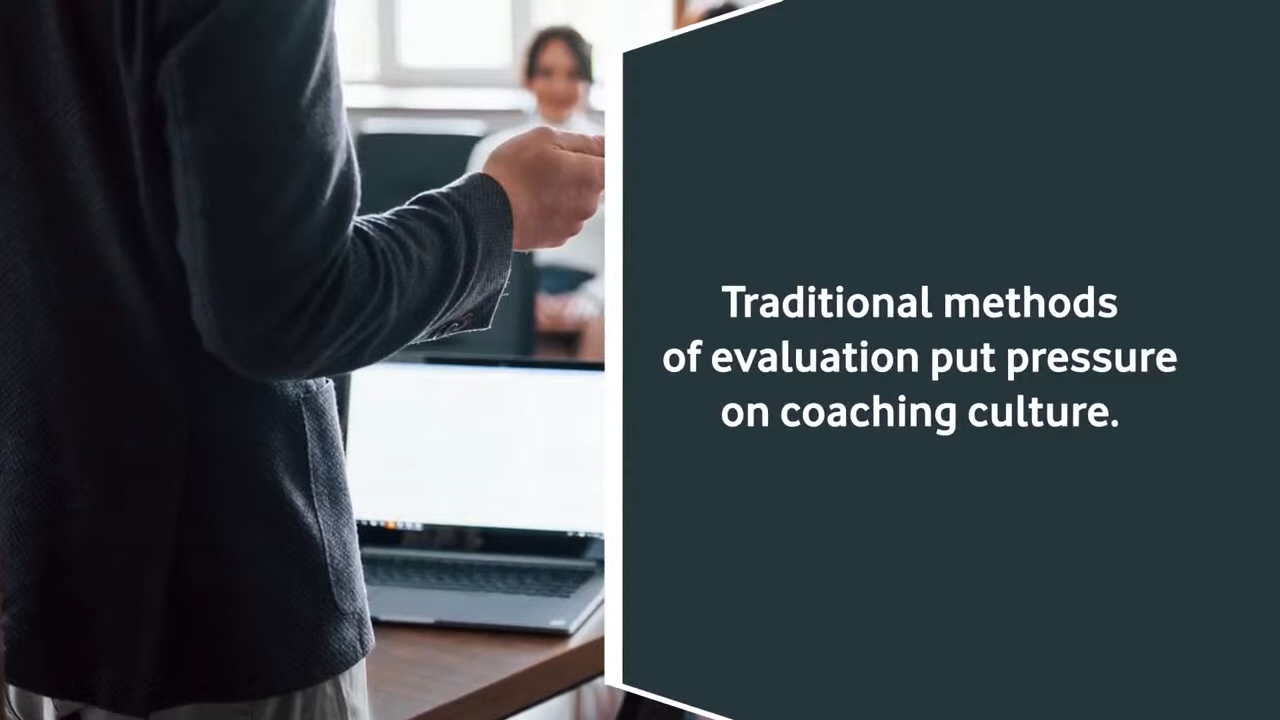 Traditional methods
of evaluation put pressure
on coaching culture.